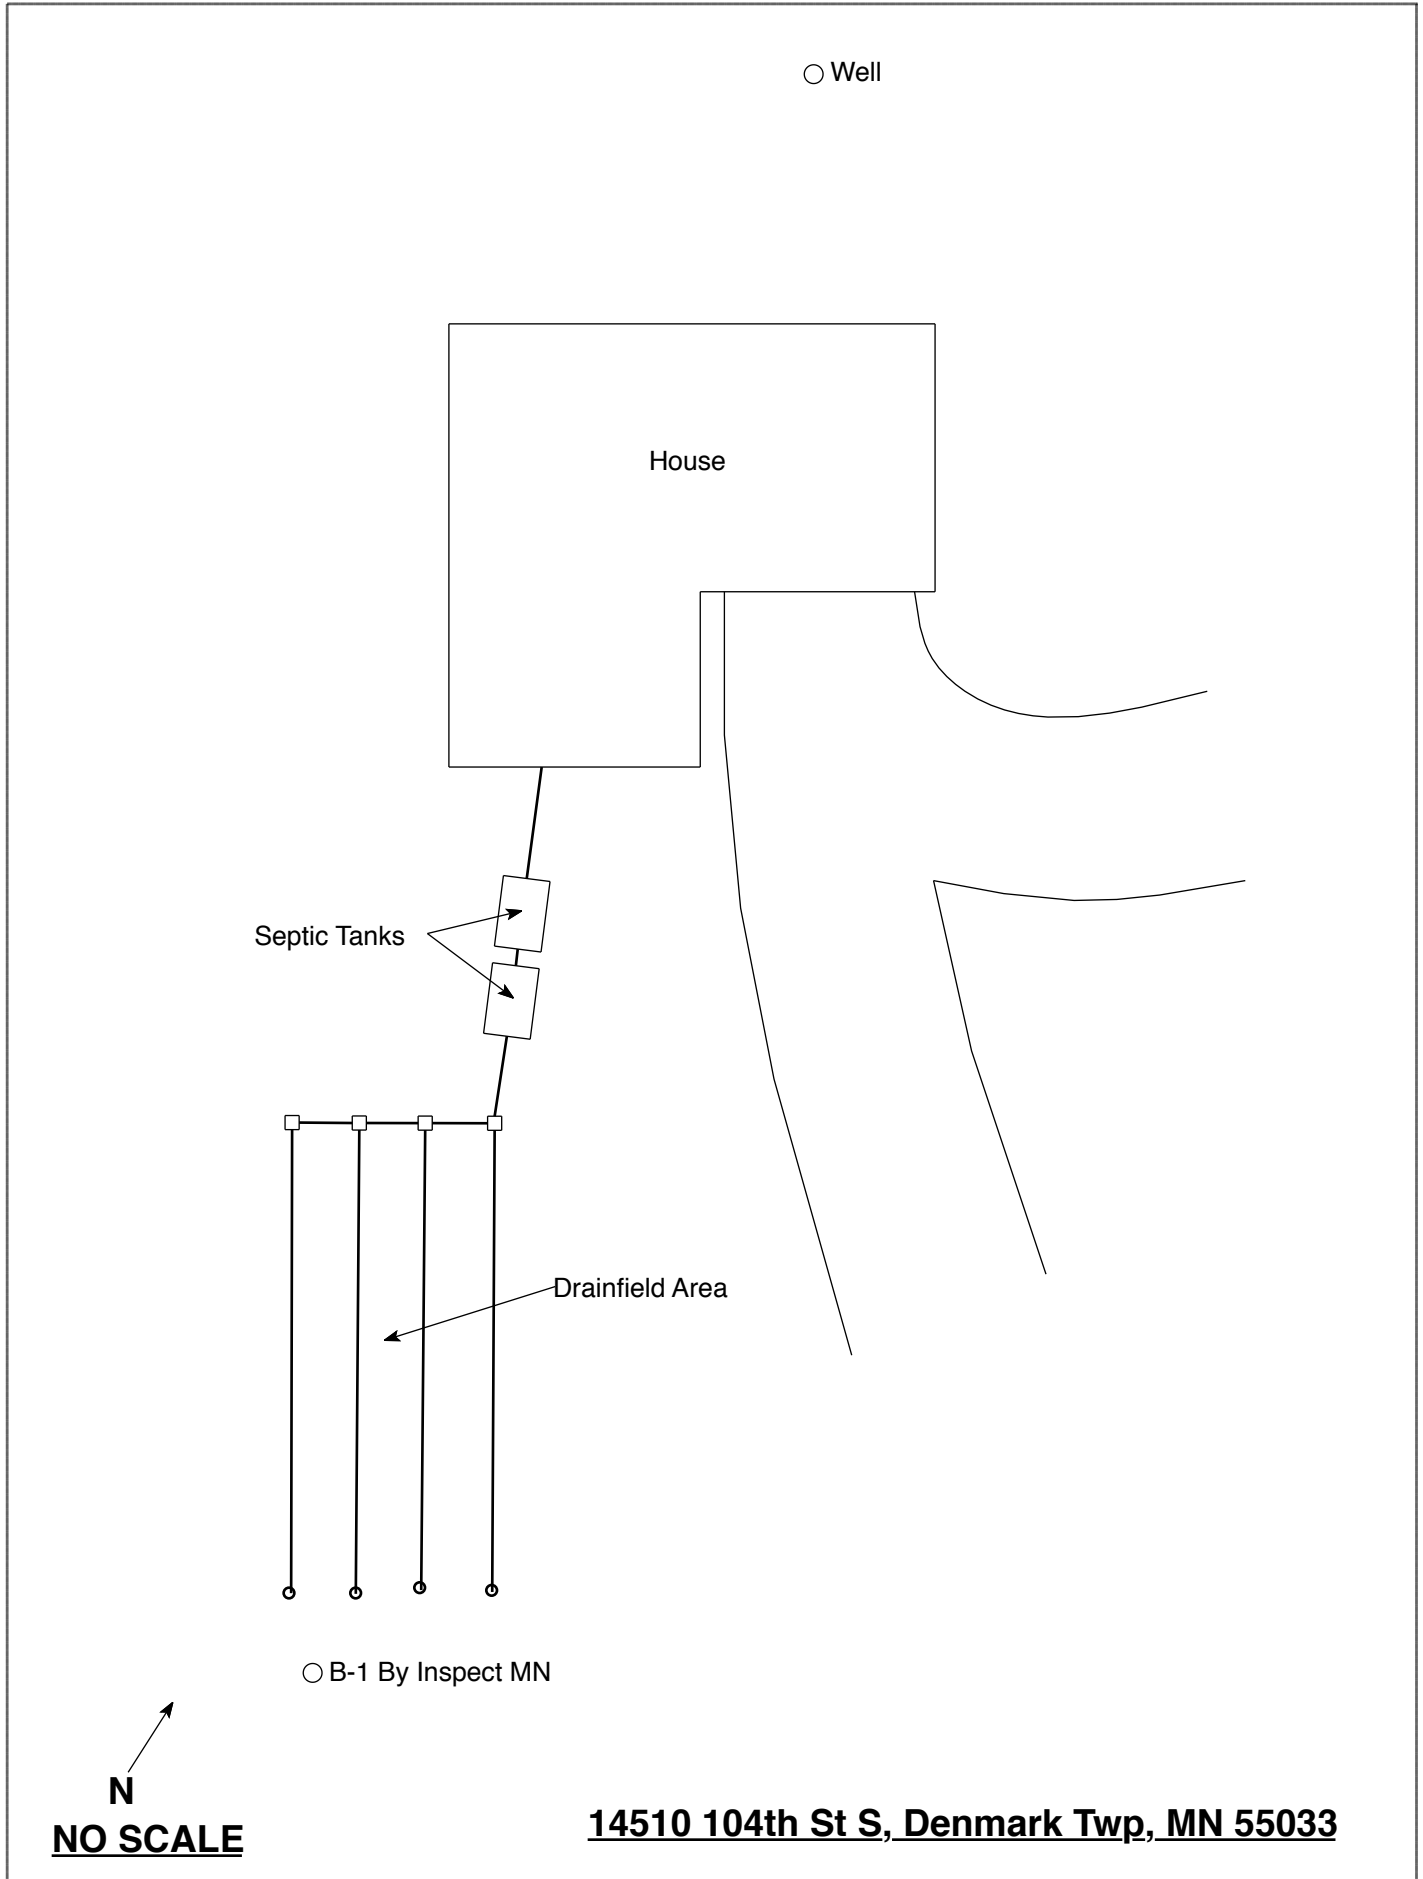 Well
House
Septic Tanks
Drainfield Area
B-1 By Inspect MN
N
NO SCALE
14510 104th St S, Denmark Twp, MN 55033